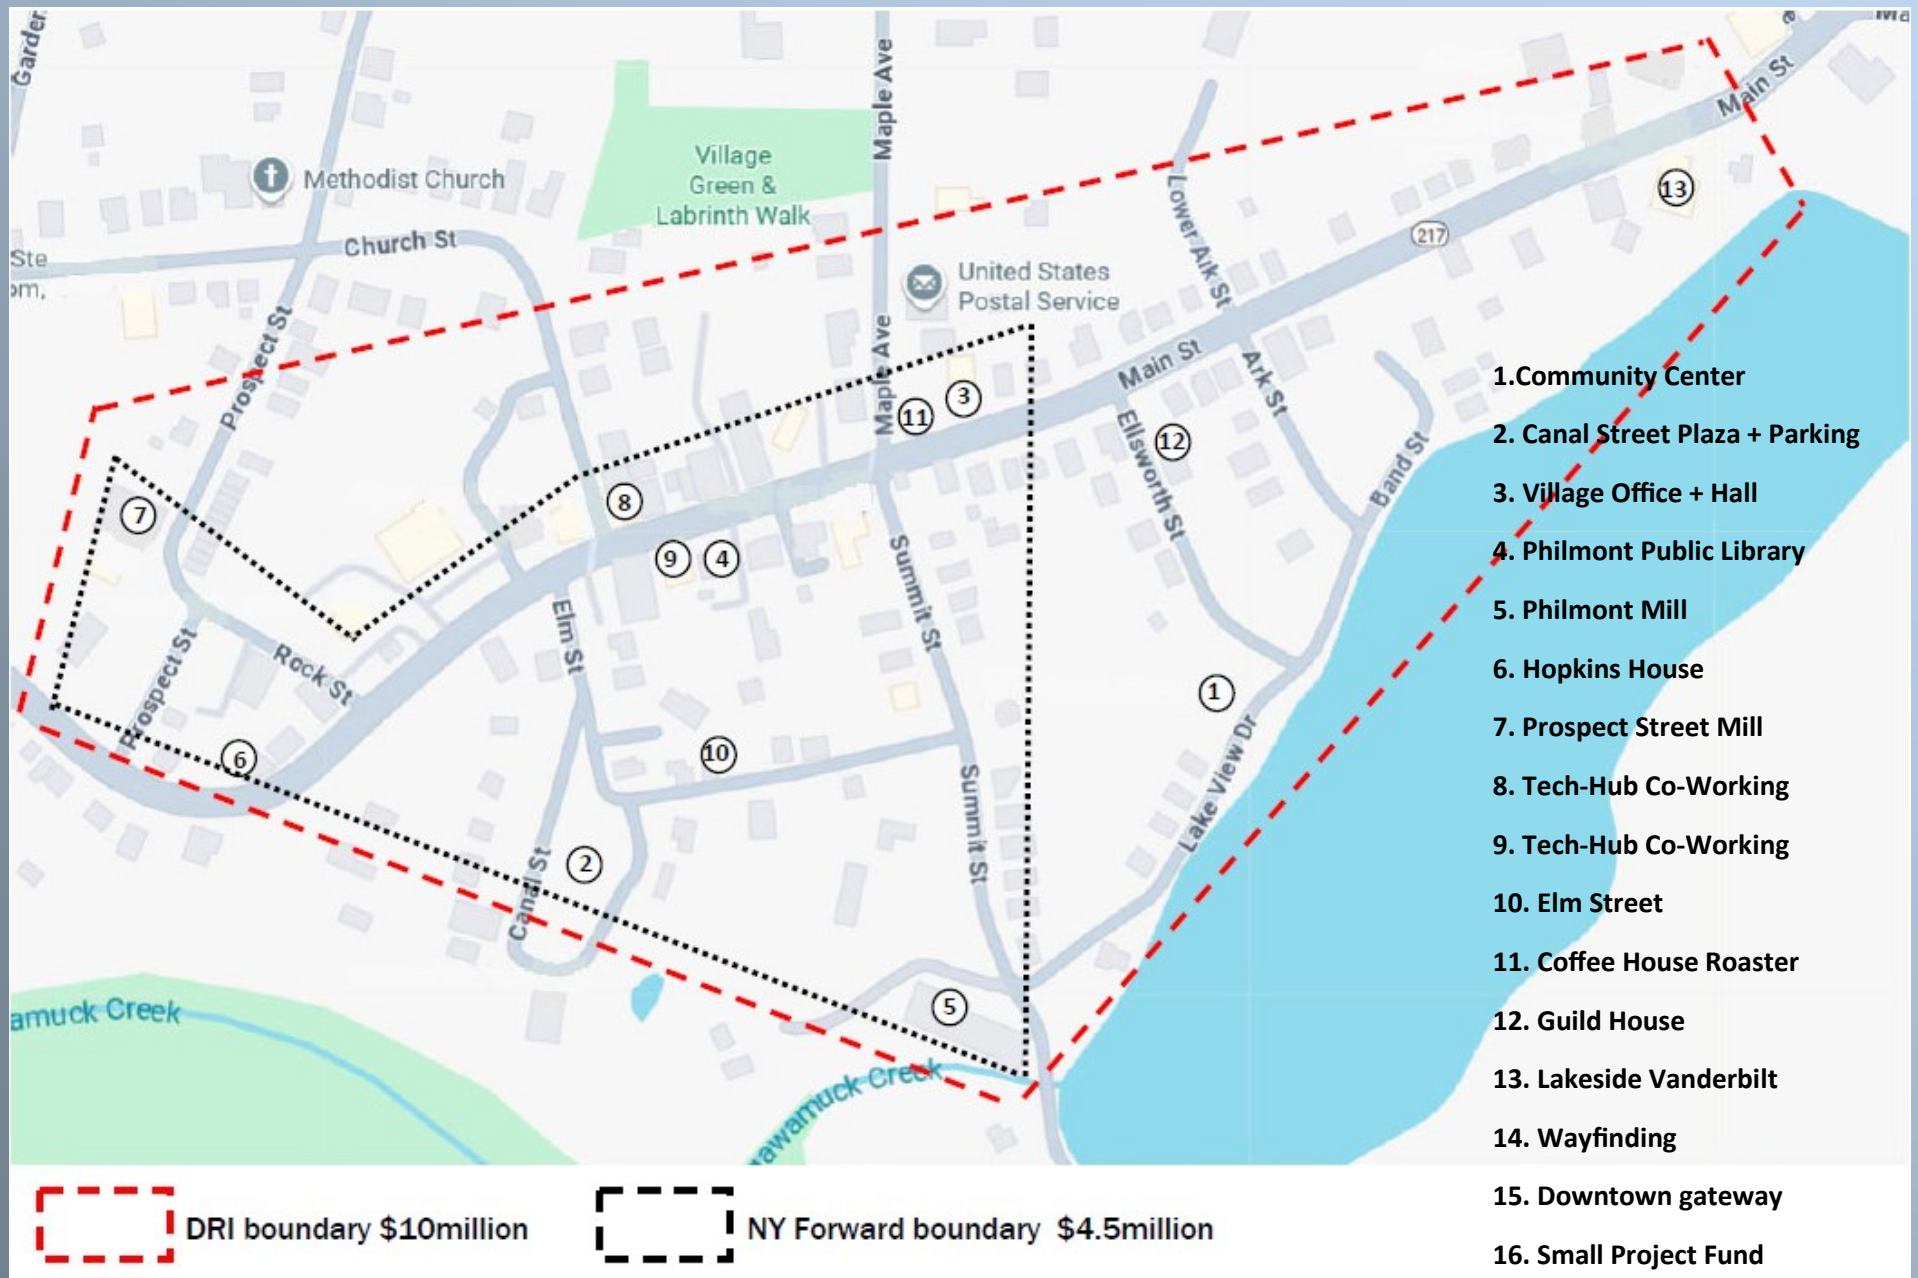 Garden
Maple Ave
Ma
Main St
Village
Green &
Labrinth Walk
Methodist Church
Church St
Lower Aik St
13
217
Ste
om,
United States
Postal Service
Prospect St
Maple Ave
Main St
Ark St
Ellsworth St
Band St
11
3
12
7
8
9
4
Summit St
Elm St
Prospect St
Rock St
1
Lake View Dr
6
10
Summit St
2
Canal St
5
amuck Creek
awamuck Creek
1.Community Center
2. Canal Street Plaza + Parking
3. Village Office + Hall
4. Philmont Public Library
5. Philmont Mill
6. Hopkins House
7. Prospect Street Mill
8. Tech-Hub Co-Working
9. Tech-Hub Co-Working
10. Elm Street
11. Coffee House Roaster
12. Guild House
13. Lakeside Vanderbilt
14. Wayfinding
15. Downtown gateway
16. Small Project Fund
DRI boundary $10million
NY Forward boundary $4.5million